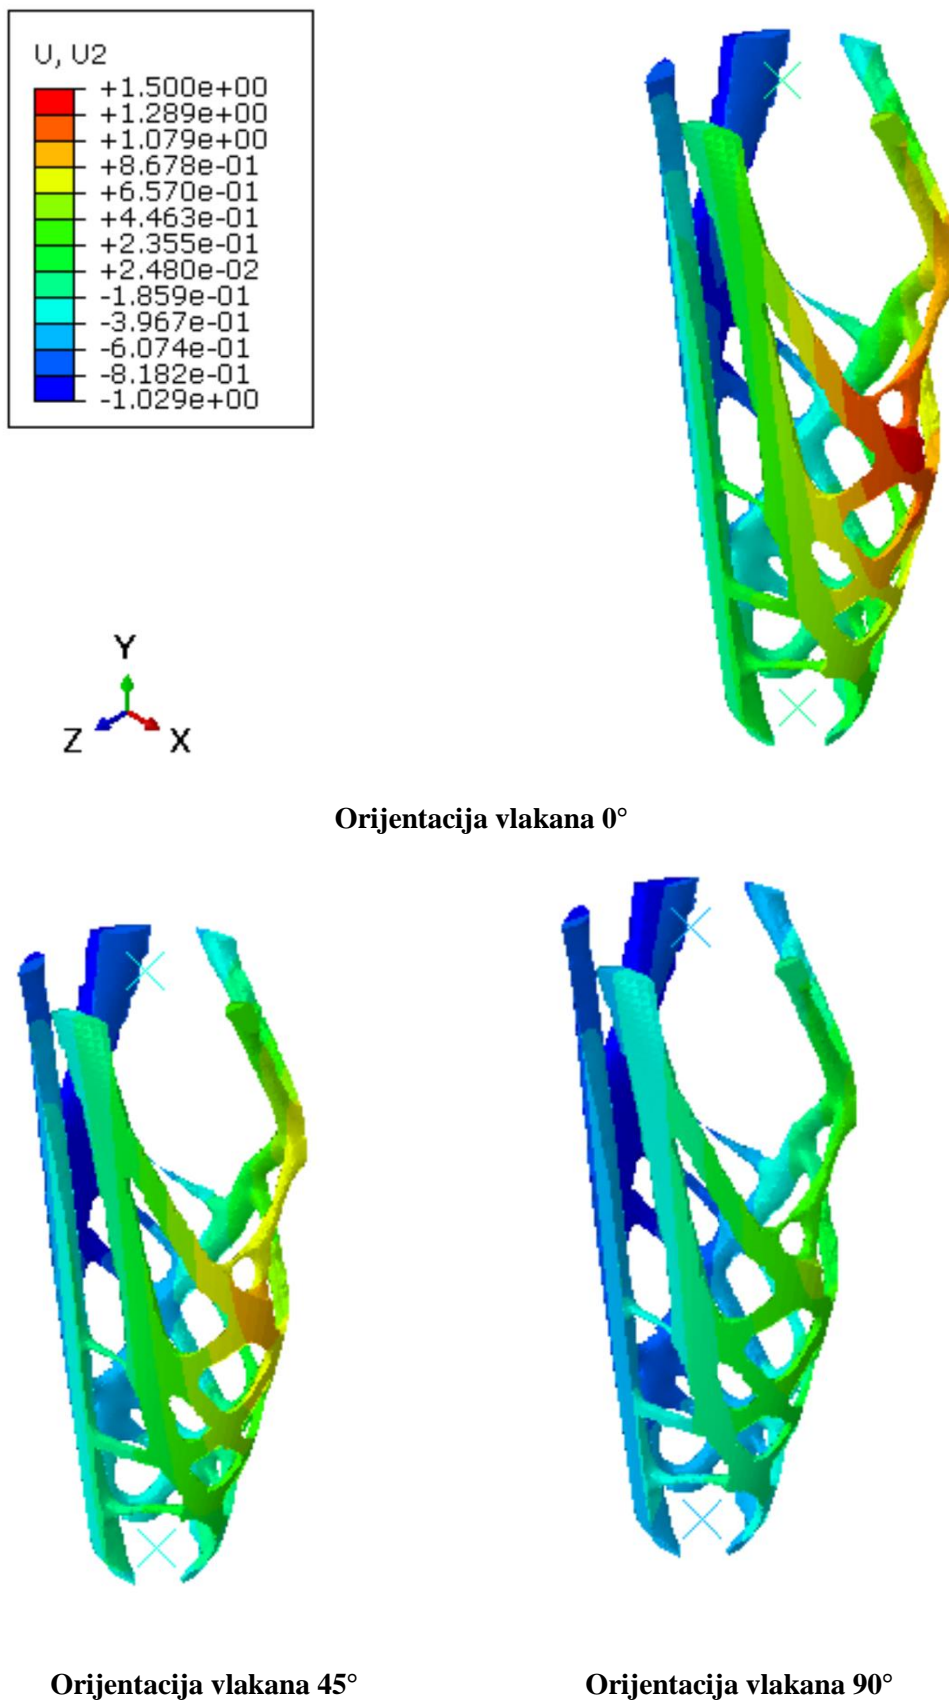 U, U2
+1.500e+00
+1.289e+00
+1.079e+00
+8.678e-01
+6.570e-01
+4.463e-01
+2.355e-01
+2.480e-02
-1.859e-01
-3.967e-01
-6.074e-01
-8.182e-01
-1.029e+00
Y
Z X
Orijentacija vlakana 0°
Orijentacija vlakana 45° Orijentacija vlakana 90°